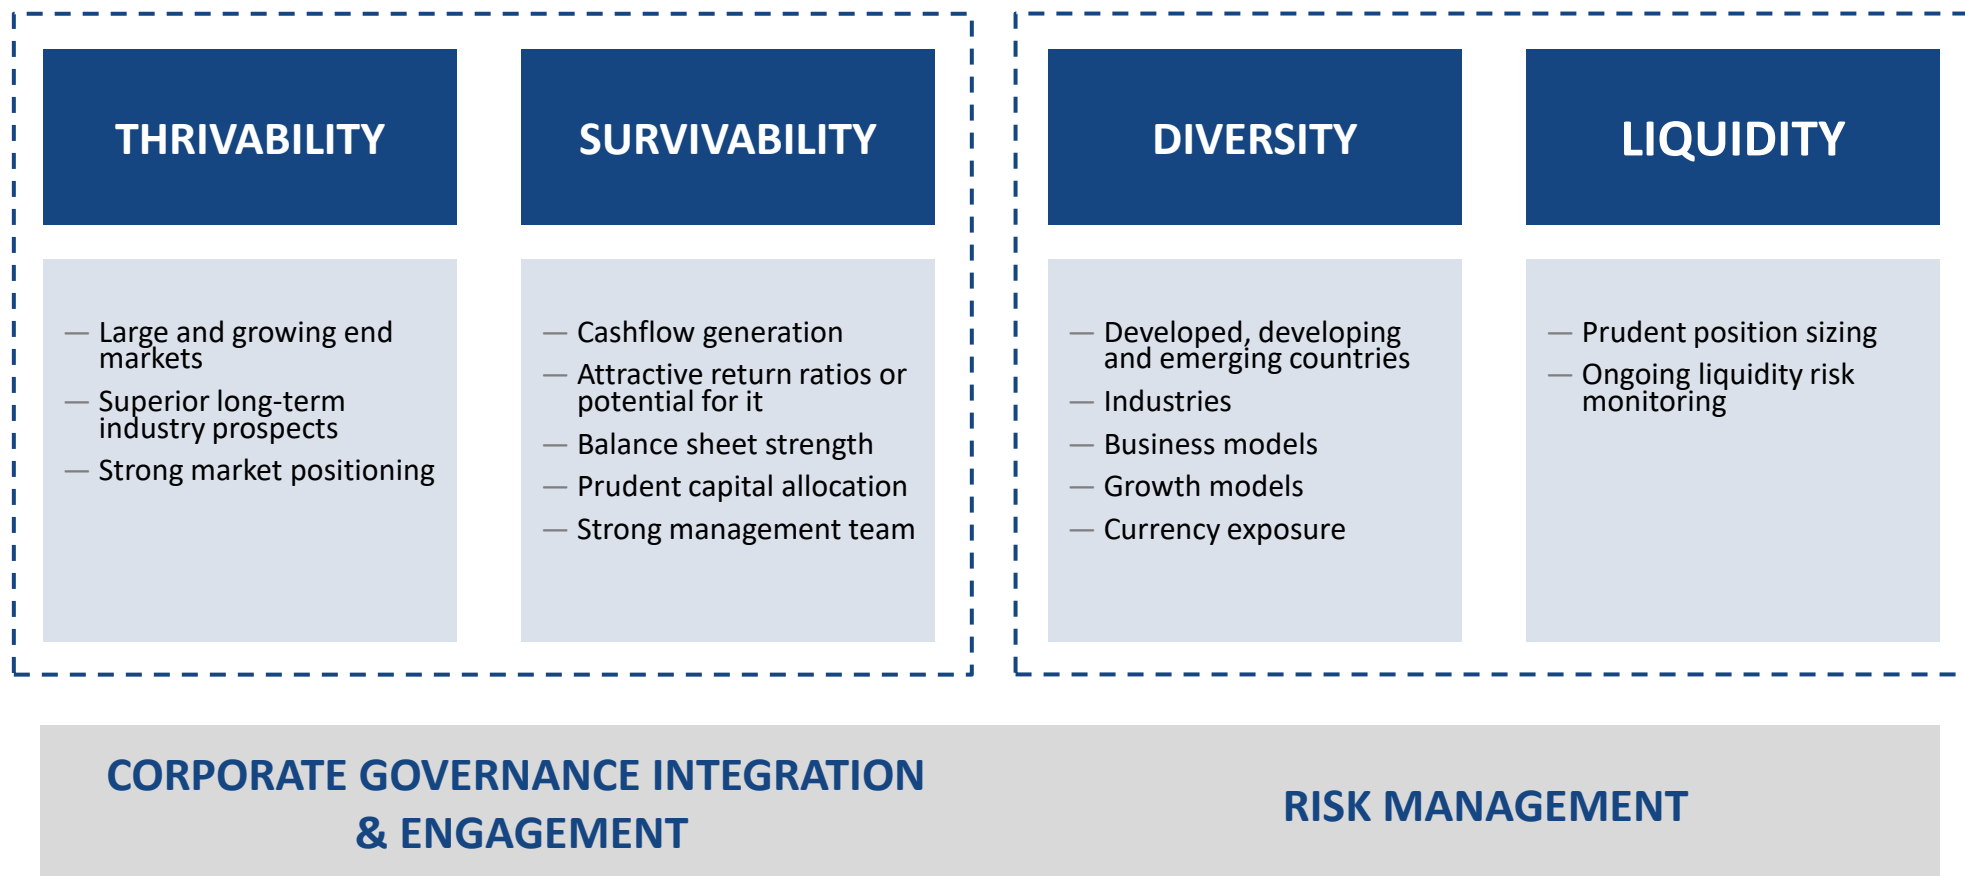 THRIVABILITY
— Large and growing end
markets
— Superior long-term
industry prospects
— Strong market positioning
SURVIVABILITY
— Cashflow generation
— Attractive return ratios or
potential for it
— Balance sheet strength
— Prudent capital allocation
— Strong management team
DIVERSITY
— Developed, developing
and emerging countries
— Industries
— Business models
— Growth models
— Currency exposure
LIQUIDITY
— Prudent position sizing
— Ongoing liquidity risk
monitoring
CORPORATE GOVERNANCE INTEGRATION
& ENGAGEMENT
RISK MANAGEMENT